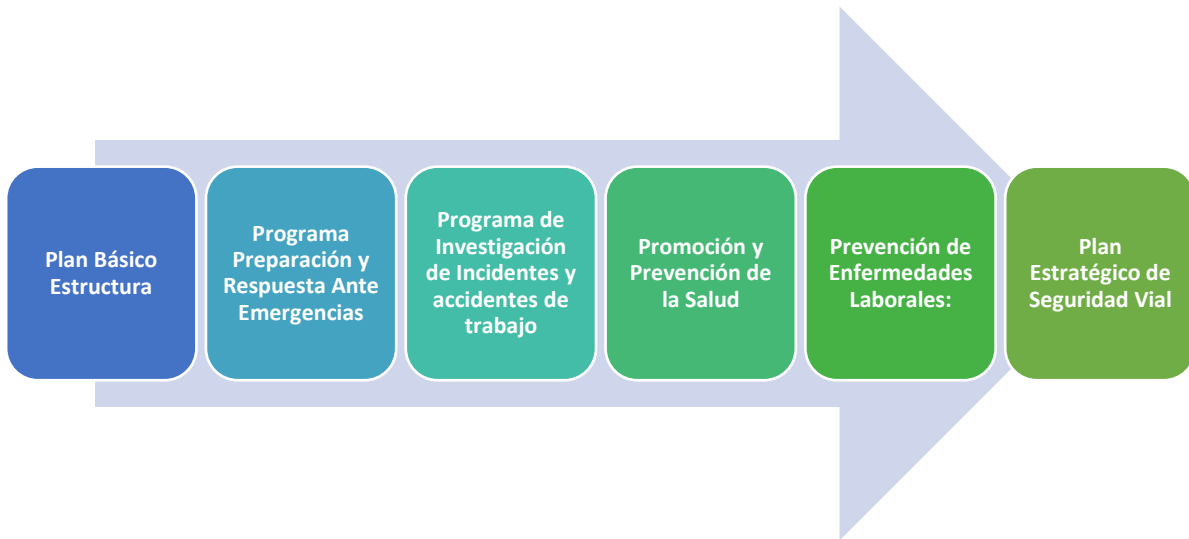 Plan Básico
Estructura
Programa
Preparación y
Respuesta Ante
Emergencias
Programa de
Investigación
de Incidentes y
accidentes de
trabajo
Promoción y
Prevención de
la Salud
Prevención de
Enfermedades
Laborales:
Plan
Estratégico de
Seguridad Vial